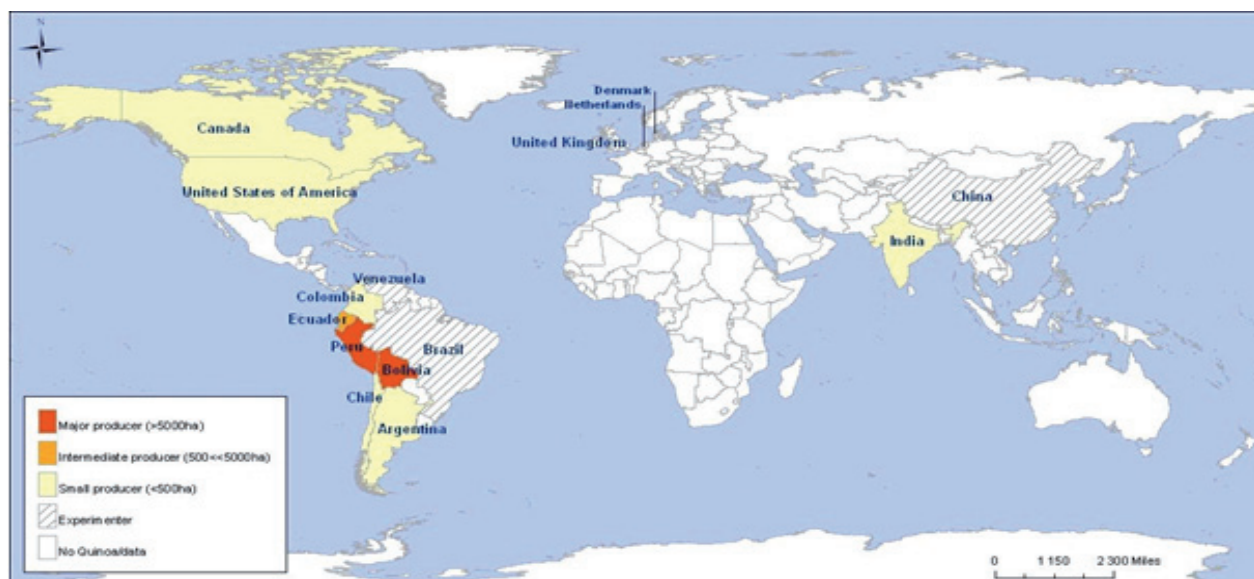 N
Denmark
Netherlands
Canada
United Kingdom
United States of America
China
India
Venezuela
Colombia
Ecuador
Peru
Brazil
Bolivia
Chile
Argentina
Major producer (>5000ha)
Intermediate producer (500<<5000ha)
Small producer (<500ha)
Experimenter
No Quinoa/data
0 1 150 2 300 Miles